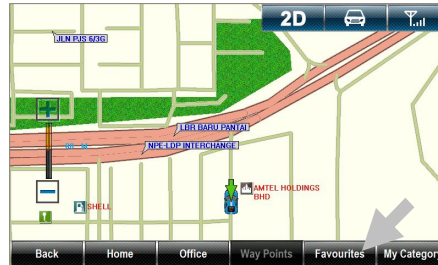 2D
JLN PJS 6/3G
LBR BARU PANTAI
NPE-LDP INTERCHANGE
AMTEL HOLDINGS
BHD
SHELL
Back Home Office Way Points Favourites My Categor